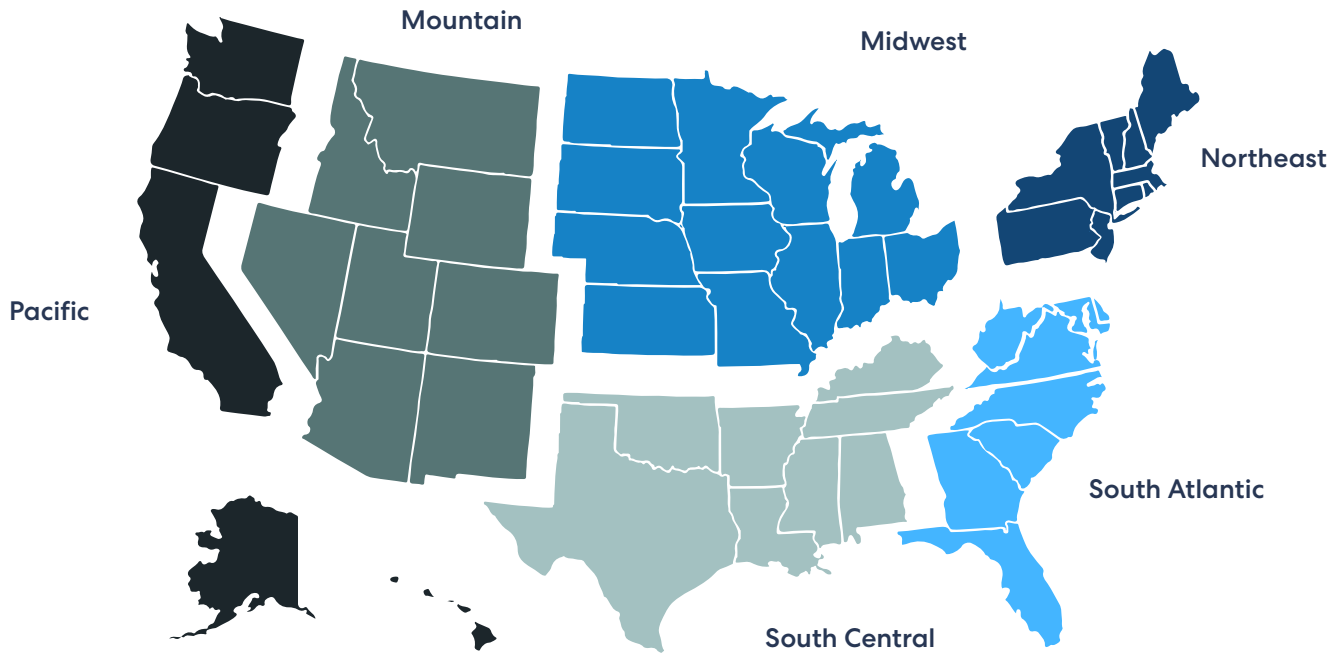 Mountain
Midwest
Northeast
Pacific
South Atlantic
South Central